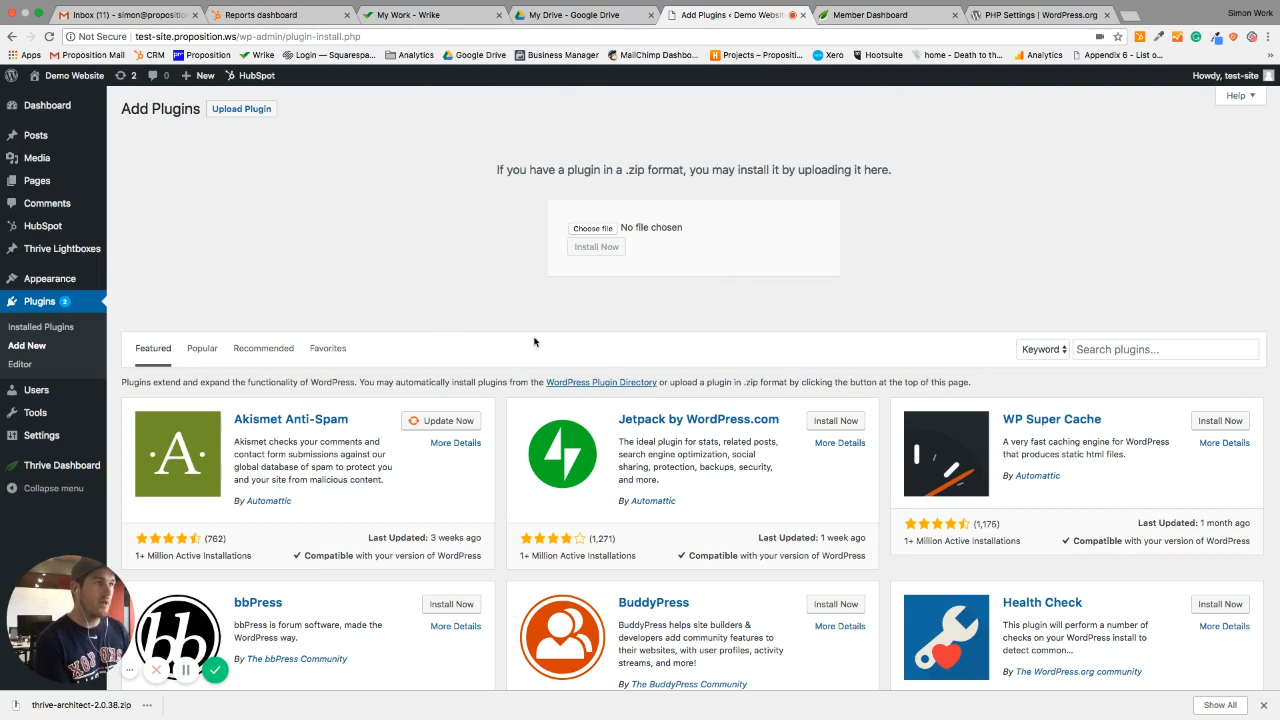 Inbox (1) - simon@proposition
Reports dashboard
My Work - Wrike
My Drive - Google Drive
Add Plugins ‹ Demo Websit
Member Dashboard
PHP Settings | WordPress.org
Simon Work
Not Secure
test-site.proposition.ws/wp-admin/plugin-install.php
Apps
Proposition Mail
CRM
Proposition
Wrike
Login — Squarespa...
Analytics
Google Drive
Business Manager
MailChimp Dashbo...
Projects – Propositi...
Xero
Hootsuite
home - Death to th...
Analytics
Appendix 6 - List o...
Demo Website
2
0
New
HubSpot
Howdy, test-site
Dashboard
Posts
Media
Pages
Comments
HubSpot
Thrive Lightboxes
Appearance
Plugins 2
Installed Plugins
Add New
Editor
Users
Tools
Settings
Thrive Dashboard
Collapse menu
Help
Add Plugins
Upload Plugin
If you have a plugin in a .zip format, you may install it by uploading it here.
Choose file No file chosen
Install Now
Featured
Popular
Recommended
Favorites
Keyword
Search plugins...
Plugins extend and expand the functionality of WordPress. You may automatically install plugins from the WordPress Plugin Directory or upload a plugin in .zip format by clicking the button at the top of this page.
·A·
Akismet Anti-Spam
Update Now
More Details
Akismet checks your comments and
contact form submissions against our
global database of spam to protect you
and your site from malicious content.
By Automattic
(762)
Last Updated: 3 weeks ago
1+ Million Active Installations
Compatible with your version of WordPress
Jetpack by WordPress.com
Install Now
More Details
The ideal plugin for stats, related posts,
search engine optimization, social
sharing, protection, backups, security,
and more.
By Automattic
(1,271)
Last Updated: 1 week ago
1+ Million Active Installations
Compatible with your version of WordPress
WP Super Cache
Install Now
More Details
A very fast caching engine for WordPress
that produces static html files.
By Automattic
(1,175)
Last Updated: 1 month ago
1+ Million Active Installations
Compatible with your version of WordPress
bb
bbPress
Install Now
More Details
bbPress is forum software, made the
WordPress way.
By The bbPress Community
BuddyPress
Install Now
More Details
BuddyPress helps site builders &
developers add community features to
their websites, with user profiles, activity
streams, and more!
By The BuddyPress Community
Health Check
Install Now
More Details
This plugin will perform a number of
checks on your WordPress install to
detect common...
By The WordPress.org community
thrive-architect-2.0.38.zip
Show All